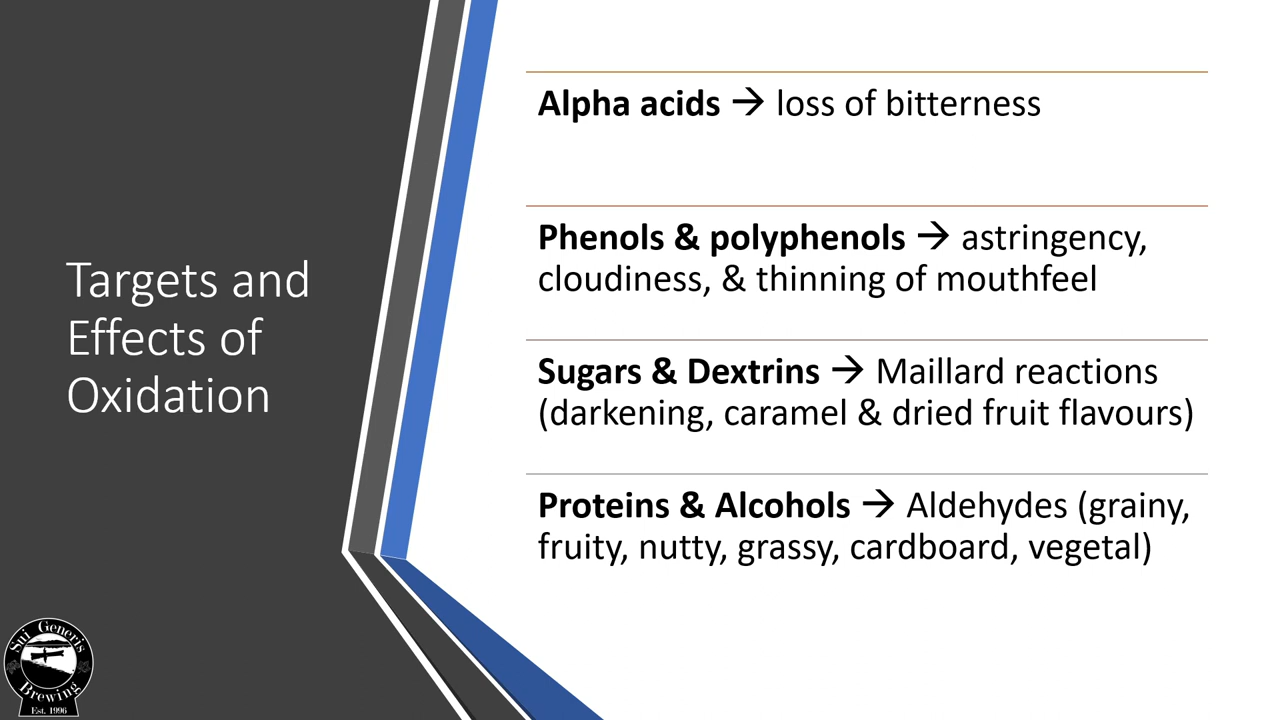 Targets and
Effects of
Oxidation
Alpha acids → loss of bitterness
Phenols & polyphenols → astringency,
cloudiness, & thinning of mouthfeel
Sugars & Dextrins → Maillard reactions
(darkening, caramel & dried fruit flavours)
Proteins & Alcohols → Aldehydes (grainy,
fruity, nutty, grassy, cardboard, vegetal)
Sui Generis
Brewing
Est. 1996